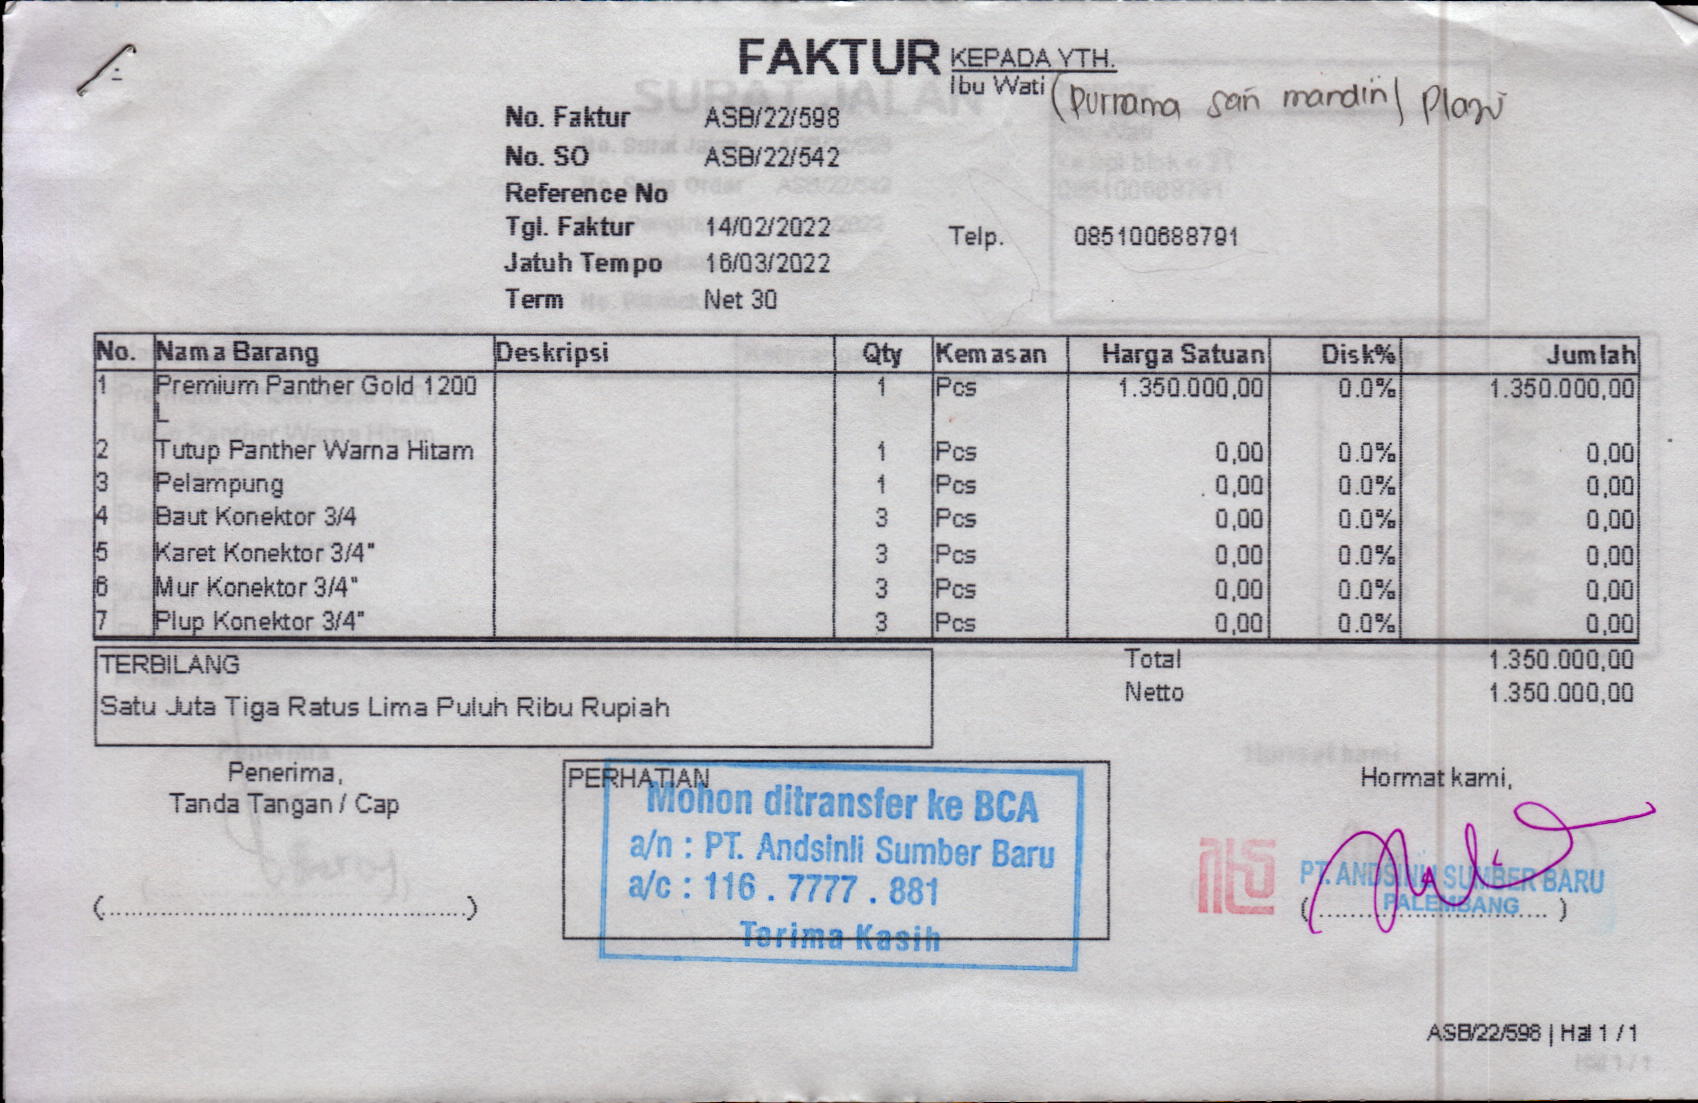 FAKTUR
KEPADA YTH.
Ibu Wati (purnama sari mandiri) Plaju
No. Faktur ASB/22/598
No. SO ASB/22/542
Reference No
Tgl. Faktur 14/02/2022
Telp. 085100688791
Jatuh Tempo 16/03/2022
Term Net 30
No. Nama Barang Deskripsi Qty Kemasan Harga Satuan Disk% Jumlah
1 Premium Panther Gold 1200 1 Pcs 1.350.000,00 0.0% 1.350.000,00
L
2 Tutup Panther Warna Hitam 1 Pcs 0,00 0.0% 0,00
3 Pelampung 1 Pcs 0,00 0.0% 0,00
4 Baut Konektor 3/4 3 Pcs 0,00 0.0% 0,00
5 Karet Konektor 3/4" 3 Pcs 0,00 0.0% 0,00
6 Mur Konektor 3/4" 3 Pcs 0,00 0.0% 0,00
7 Plup Konektor 3/4" 3 Pcs 0,00 0.0% 0,00
TERBILANG
Satu Juta Tiga Ratus Lima Puluh Ribu Rupiah
Total 1.350.000,00
Netto 1.350.000,00
Penerima,
Tanda Tangan / Cap
(................................................)
PERHATIAN
Mohon ditransfer ke BCA
a/n : PT. Andsinli Sumber Baru
a/c : 116 . 7777 . 881
Terima Kasih
Hormat kami,
PT. ANDSINLI SUMBER BARU
PALEMBANG
(................................)
ASB/22/598 | Hal 1 / 1